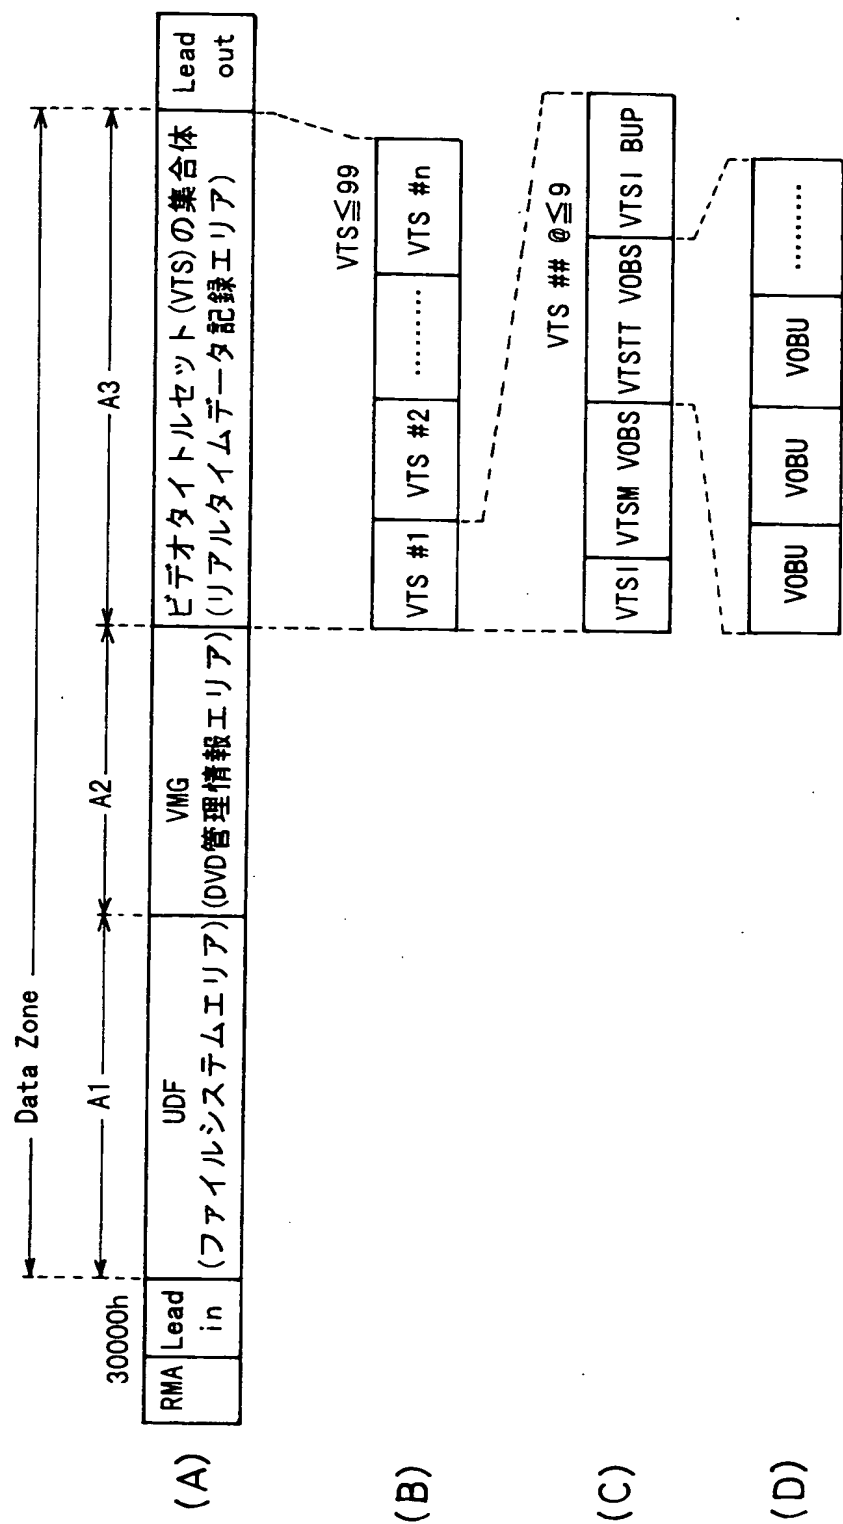 Data Zone
A1
A2
A3
30000h
(A)
RMA
Lead
in
UDF
(ファイルシステムエリア)
VMG
(DVD管理情報エリア)
ビデオタイトルセット(VTS)の集合体
(リアルタイムデータ記録エリア)
Lead
out
VTS≦99
(B)
VTS #1
VTS #2
………
VTS #n
VTS ## @≦9
(C)
VTSI
VTSM VOBS
VTSTT VOBS
VTSI BUP
(D)
VOBU
VOBU
VOBU
………